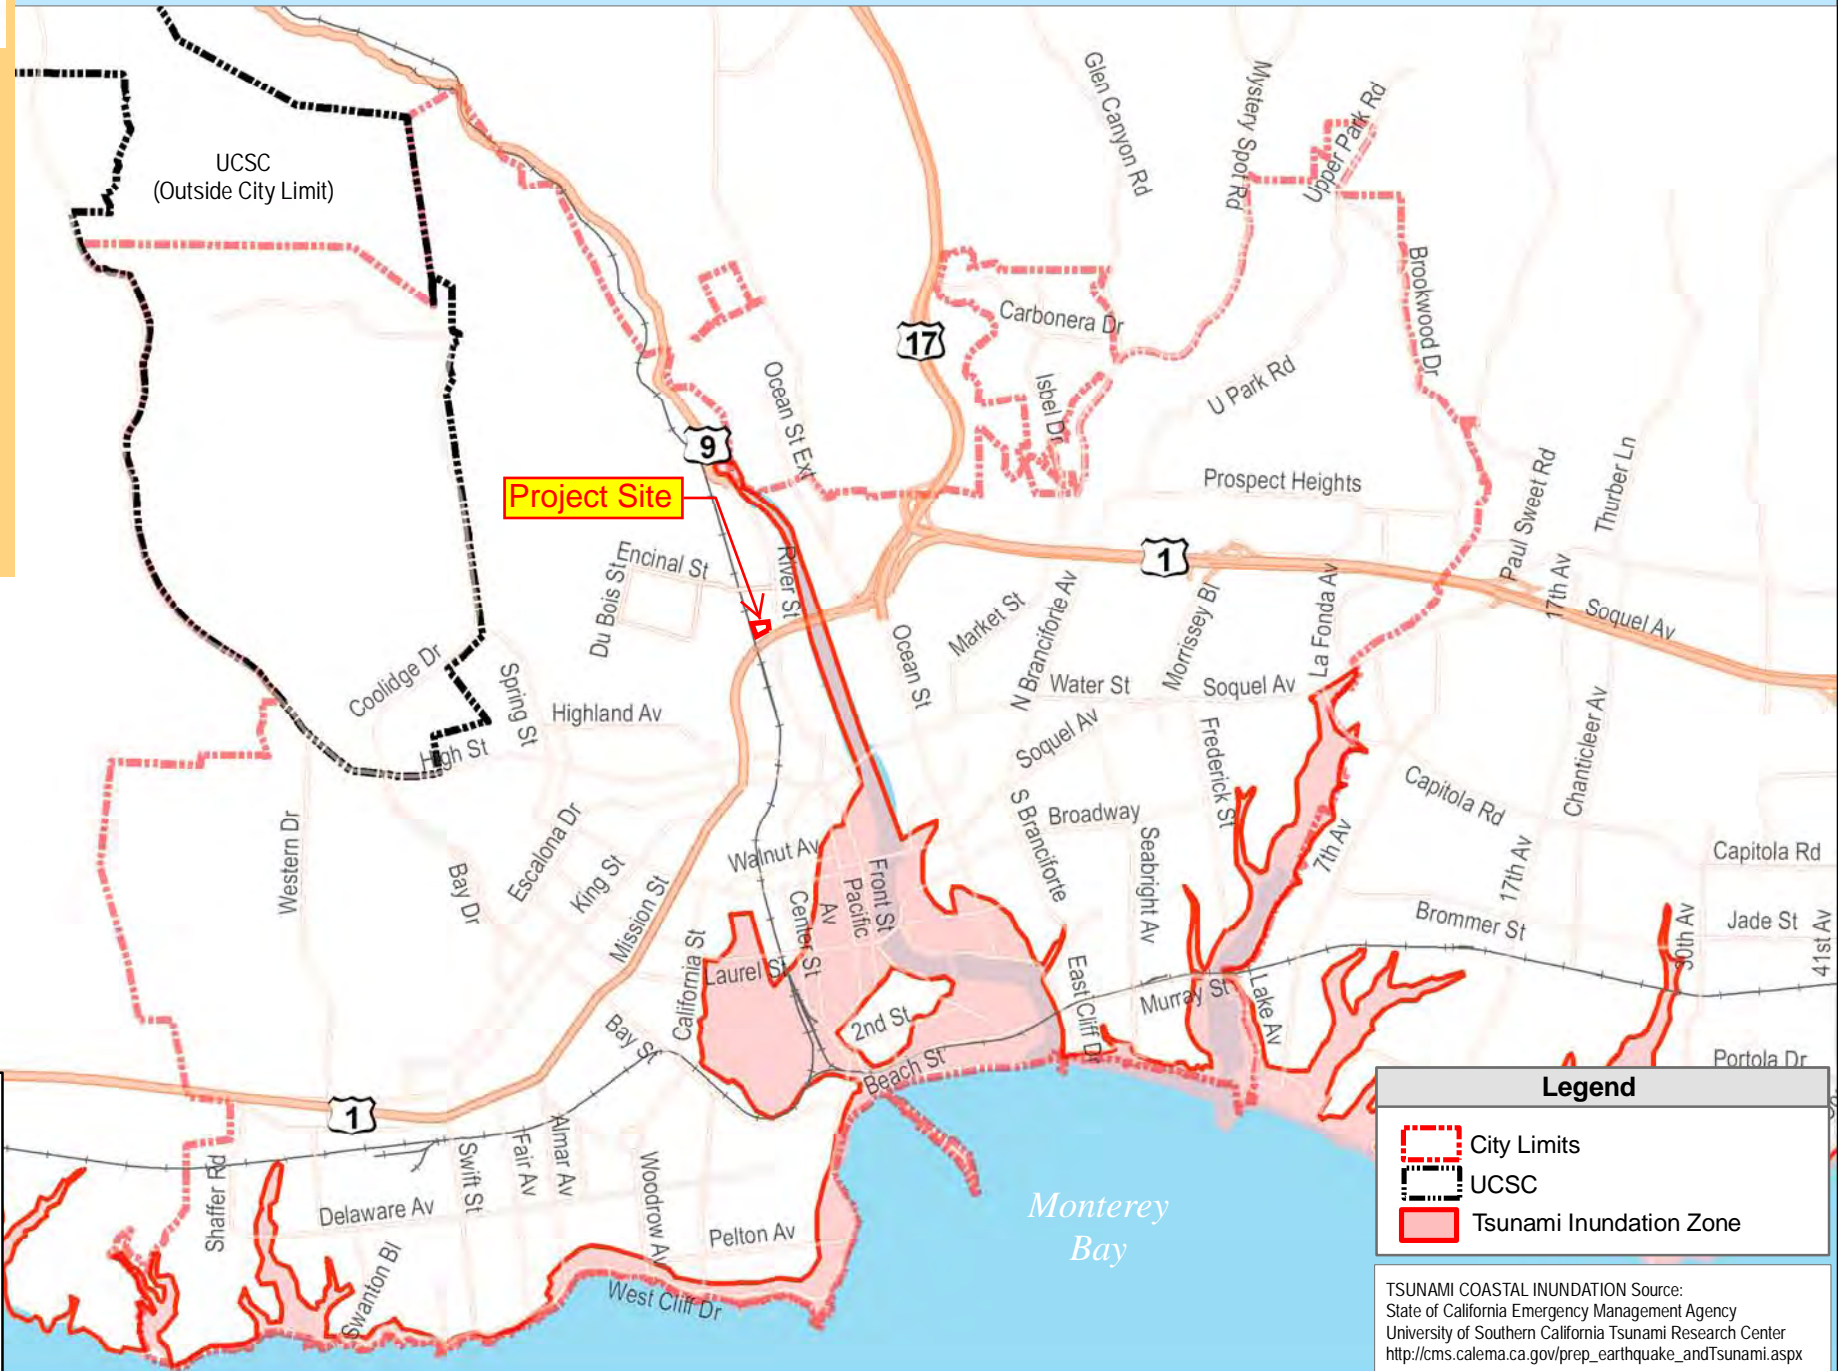 UCSC
(Outside City Limit)
Glen Canyon Rd
Mystery Spot Rd
Upper Park Rd
Brookwood Dr
Carbonera Dr
17
Isbel Dr
U Park Rd
Ocean St Ext
9
Project Site
Prospect Heights
Paul Sweet Rd
Thurber Ln
Encinal St
River St
1
Du Bois St
Market St
N Branciforte Av
Morrissey Bl
La Fonda Av
17th Av
Soquel Av
Coolidge Dr
Spring St
Ocean St
Water St
Soquel Av
Highland Av
High St
Soquel Av
Frederick St
Chanticleer Av
Capitola Rd
Western Dr
Escalona Dr
Bay Dr
King St
Mission St
Walnut Av
S Branciforte
Broadway
Seabright Av
7th Av
17th Av
Capitola Rd
Front St
Pacific
Av
Center St
Brommer St
30th Av
Jade St
41st Av
California St
Laurel St
2nd St
East Cliff Dr
Murray St
Lake Av
Bay St
Beach St
Portola Dr
1
Shaffer Rd
Delaware Av
Swift St
Fair Av
Almar Av
Woodrow Av
Pelton Av
Swanton Bl
West Cliff Dr
Monterey
Bay
Legend
City Limits
UCSC
Tsunami Inundation Zone
TSUNAMI COASTAL INUNDATION Source:
State of California Emergency Management Agency
University of Southern California Tsunami Research Center
http://cms.calema.ca.gov/prep_earthquake_andTsunami.aspx